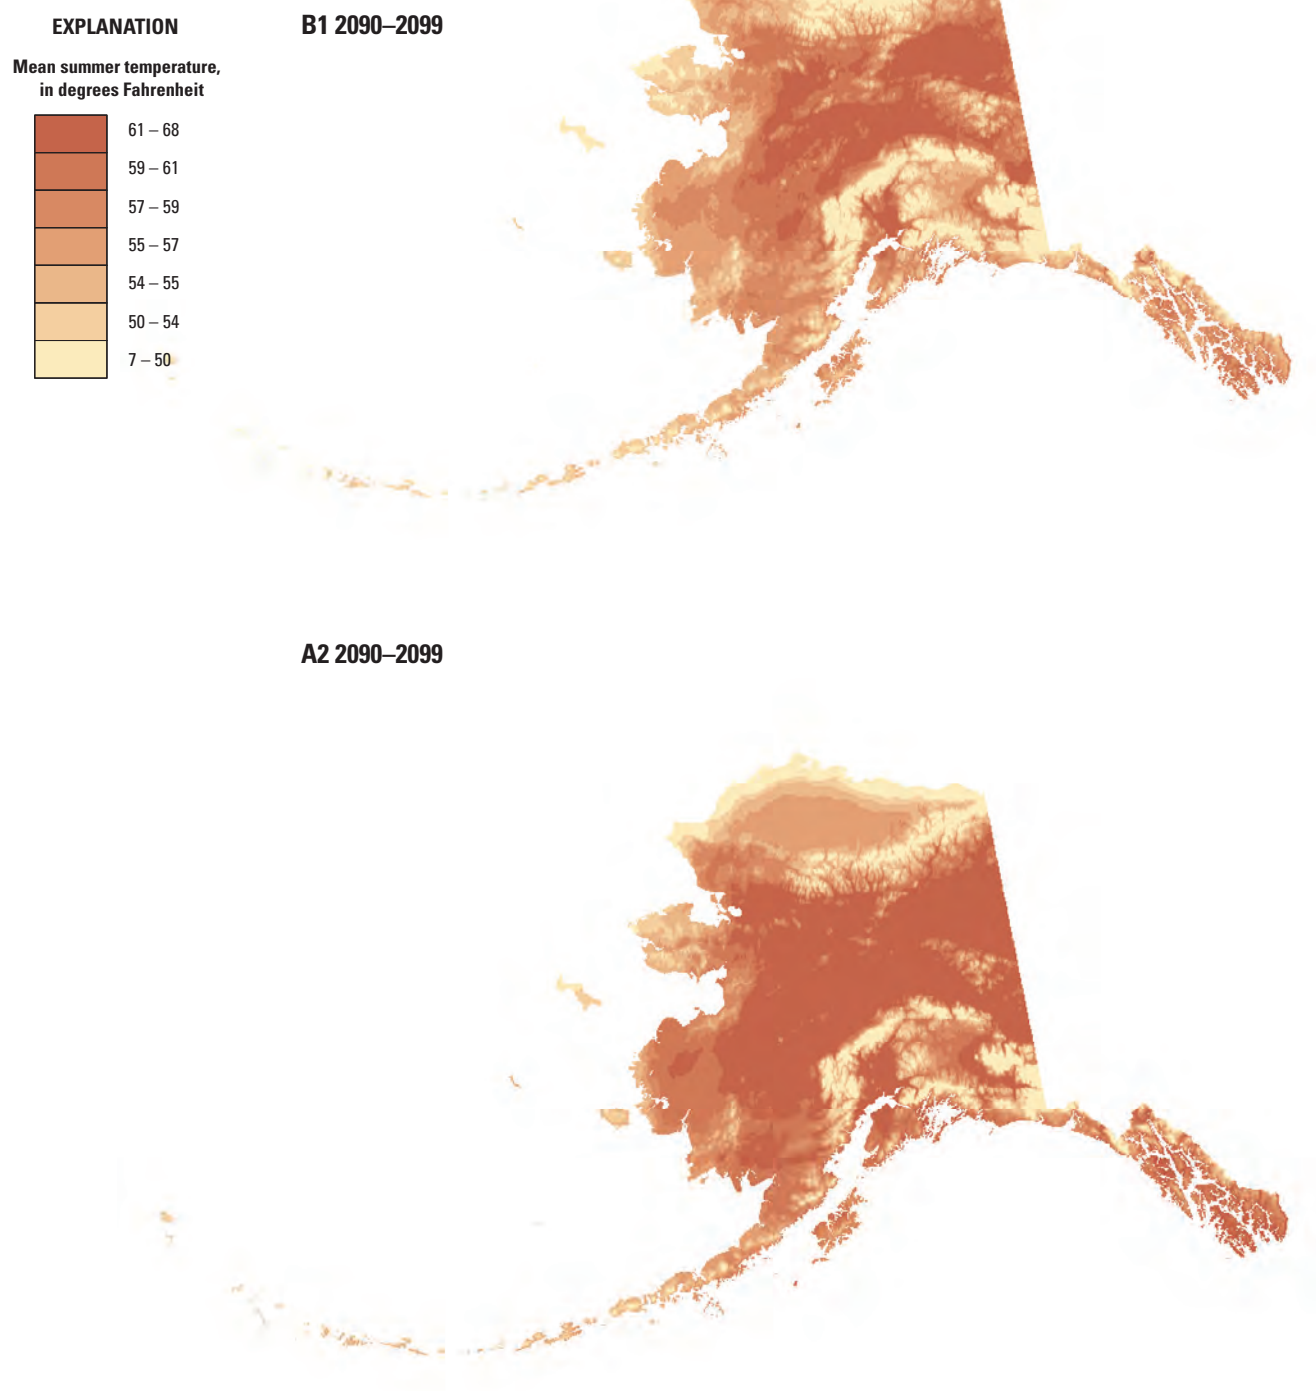 EXPLANATION
B1 2090–2099
Mean summer temperature,
in degrees Fahrenheit
61 – 68
59 – 61
57 – 59
55 – 57
54 – 55
50 – 54
7 – 50
A2 2090–2099